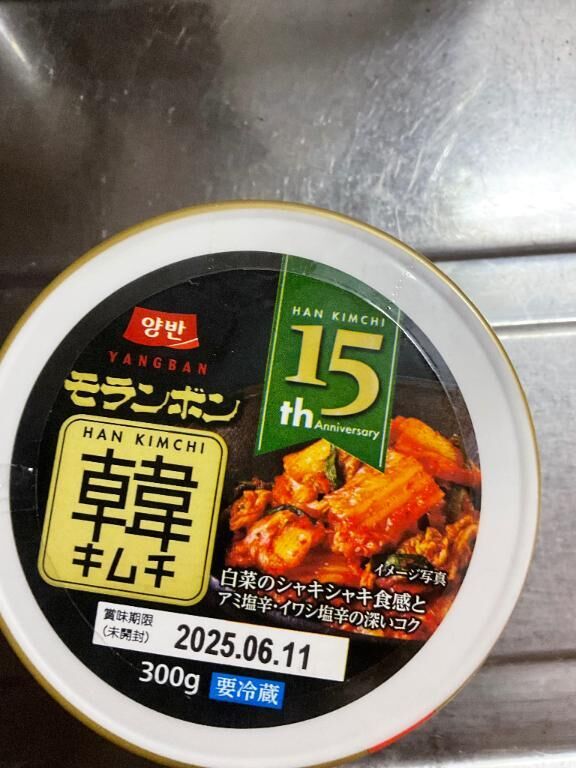 양반
YANGBAN
モランボン
HAN KIMCHI
韓
キムチ
HAN KIMCHI
15
th Anniversary
イメージ写真
白菜のシャキシャキ食感と
アミ塩辛・イワシ塩辛の深いコク
賞味期限
(未開封)
2025.06.11
300g 要冷蔵